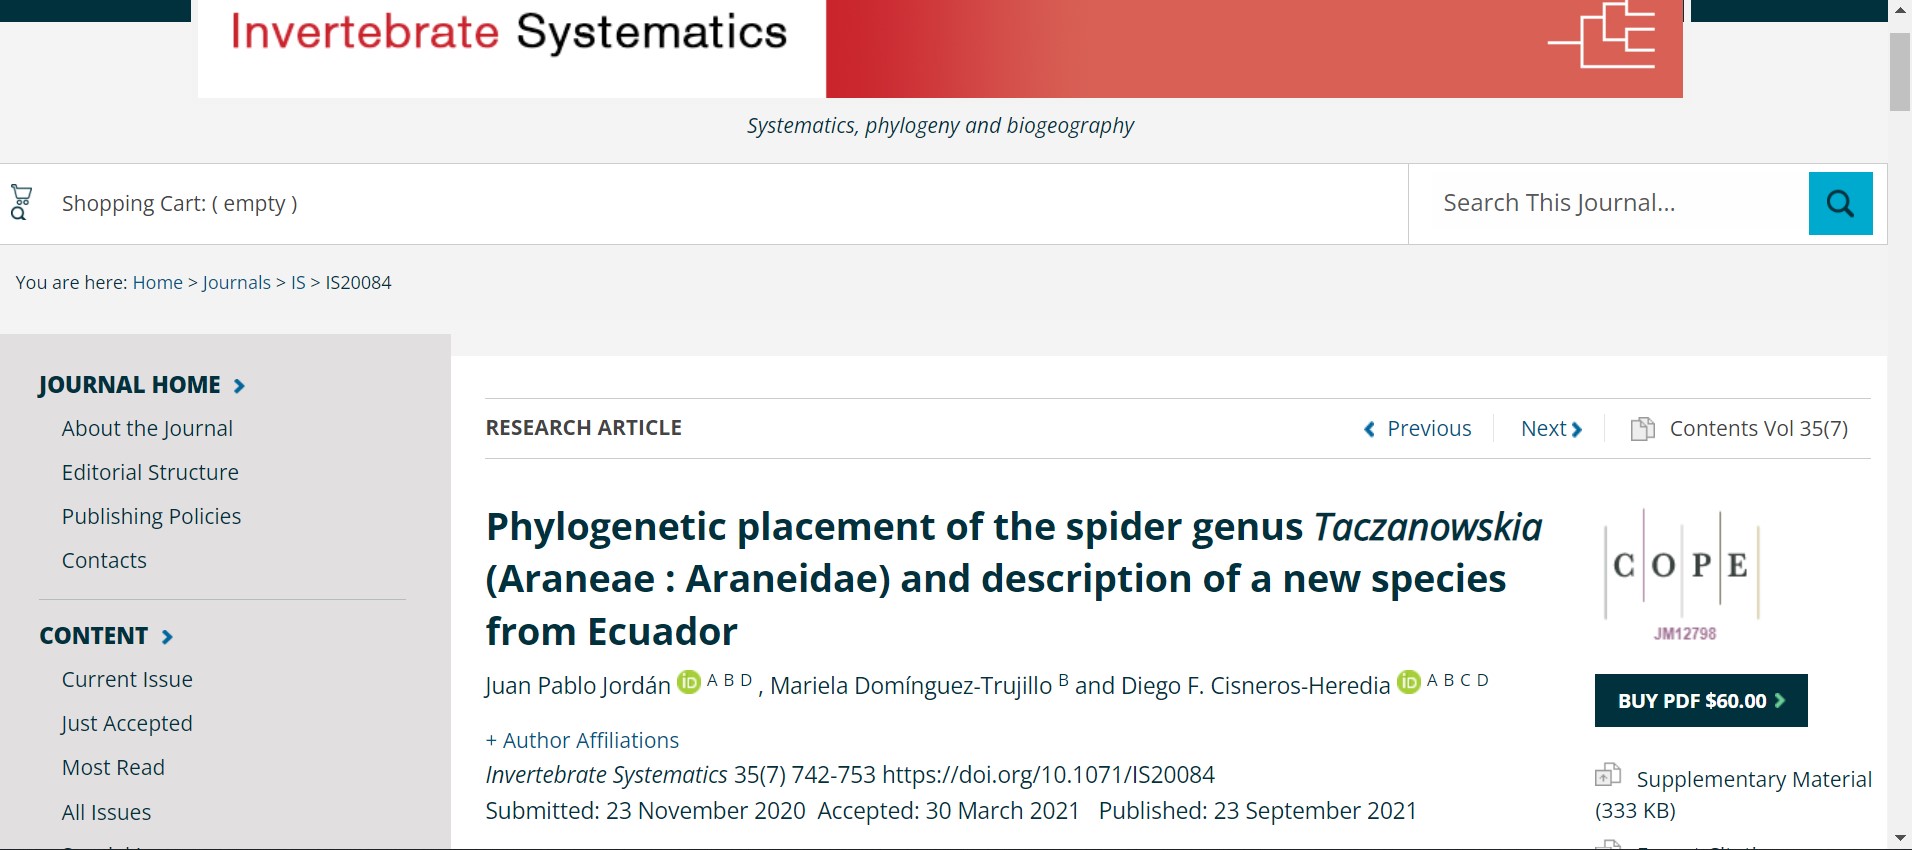 Invertebrate Systematics
Systematics, phylogeny and biogeography
Shopping Cart: ( empty )
Search This Journal...
You are here: Home > Journals > IS > IS20084
JOURNAL HOME
About the Journal
Editorial Structure
Publishing Policies
Contacts
CONTENT
Current Issue
Just Accepted
Most Read
All Issues
RESEARCH ARTICLE
Previous
Next
Contents Vol 35(7)
Phylogenetic placement of the spider genus Taczanowskia
(Araneae : Araneidae) and description of a new species
from Ecuador
Juan Pablo Jordán iD A B D , Mariela Domínguez-Trujillo B and Diego F. Cisneros-Heredia iD A B C D
+ Author Affiliations
Invertebrate Systematics 35(7) 742-753 https://doi.org/10.1071/IS20084
Submitted: 23 November 2020 Accepted: 30 March 2021 Published: 23 September 2021
COPE
JM12798
BUY PDF $60.00
Supplementary Material
(333 KB)